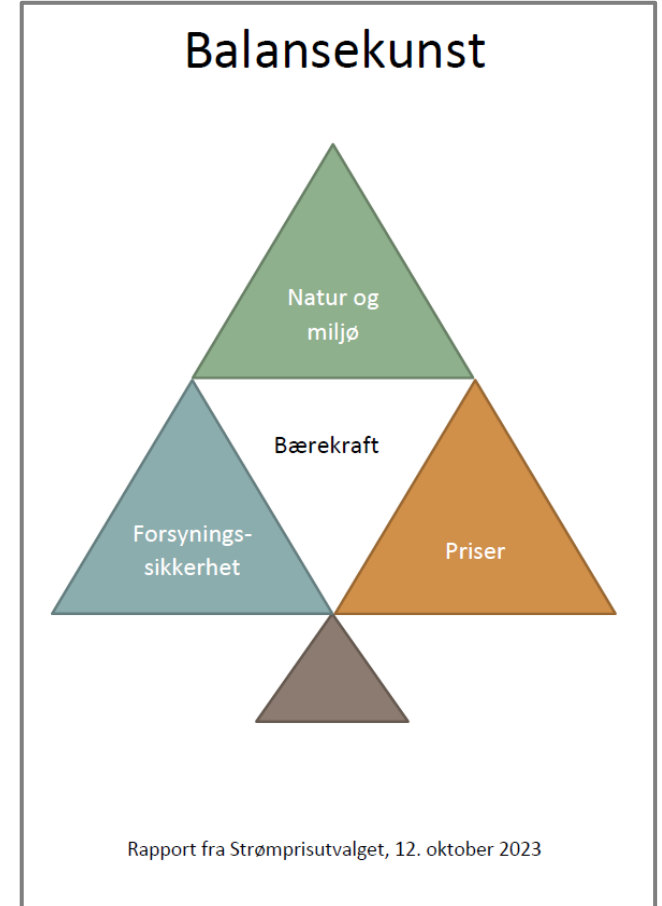 Balansekunst
Natur og
miljø
Bærekraft
Forsynings-
sikkerhet
Priser
Rapport fra Strømprisutvalget, 12. oktober 2023